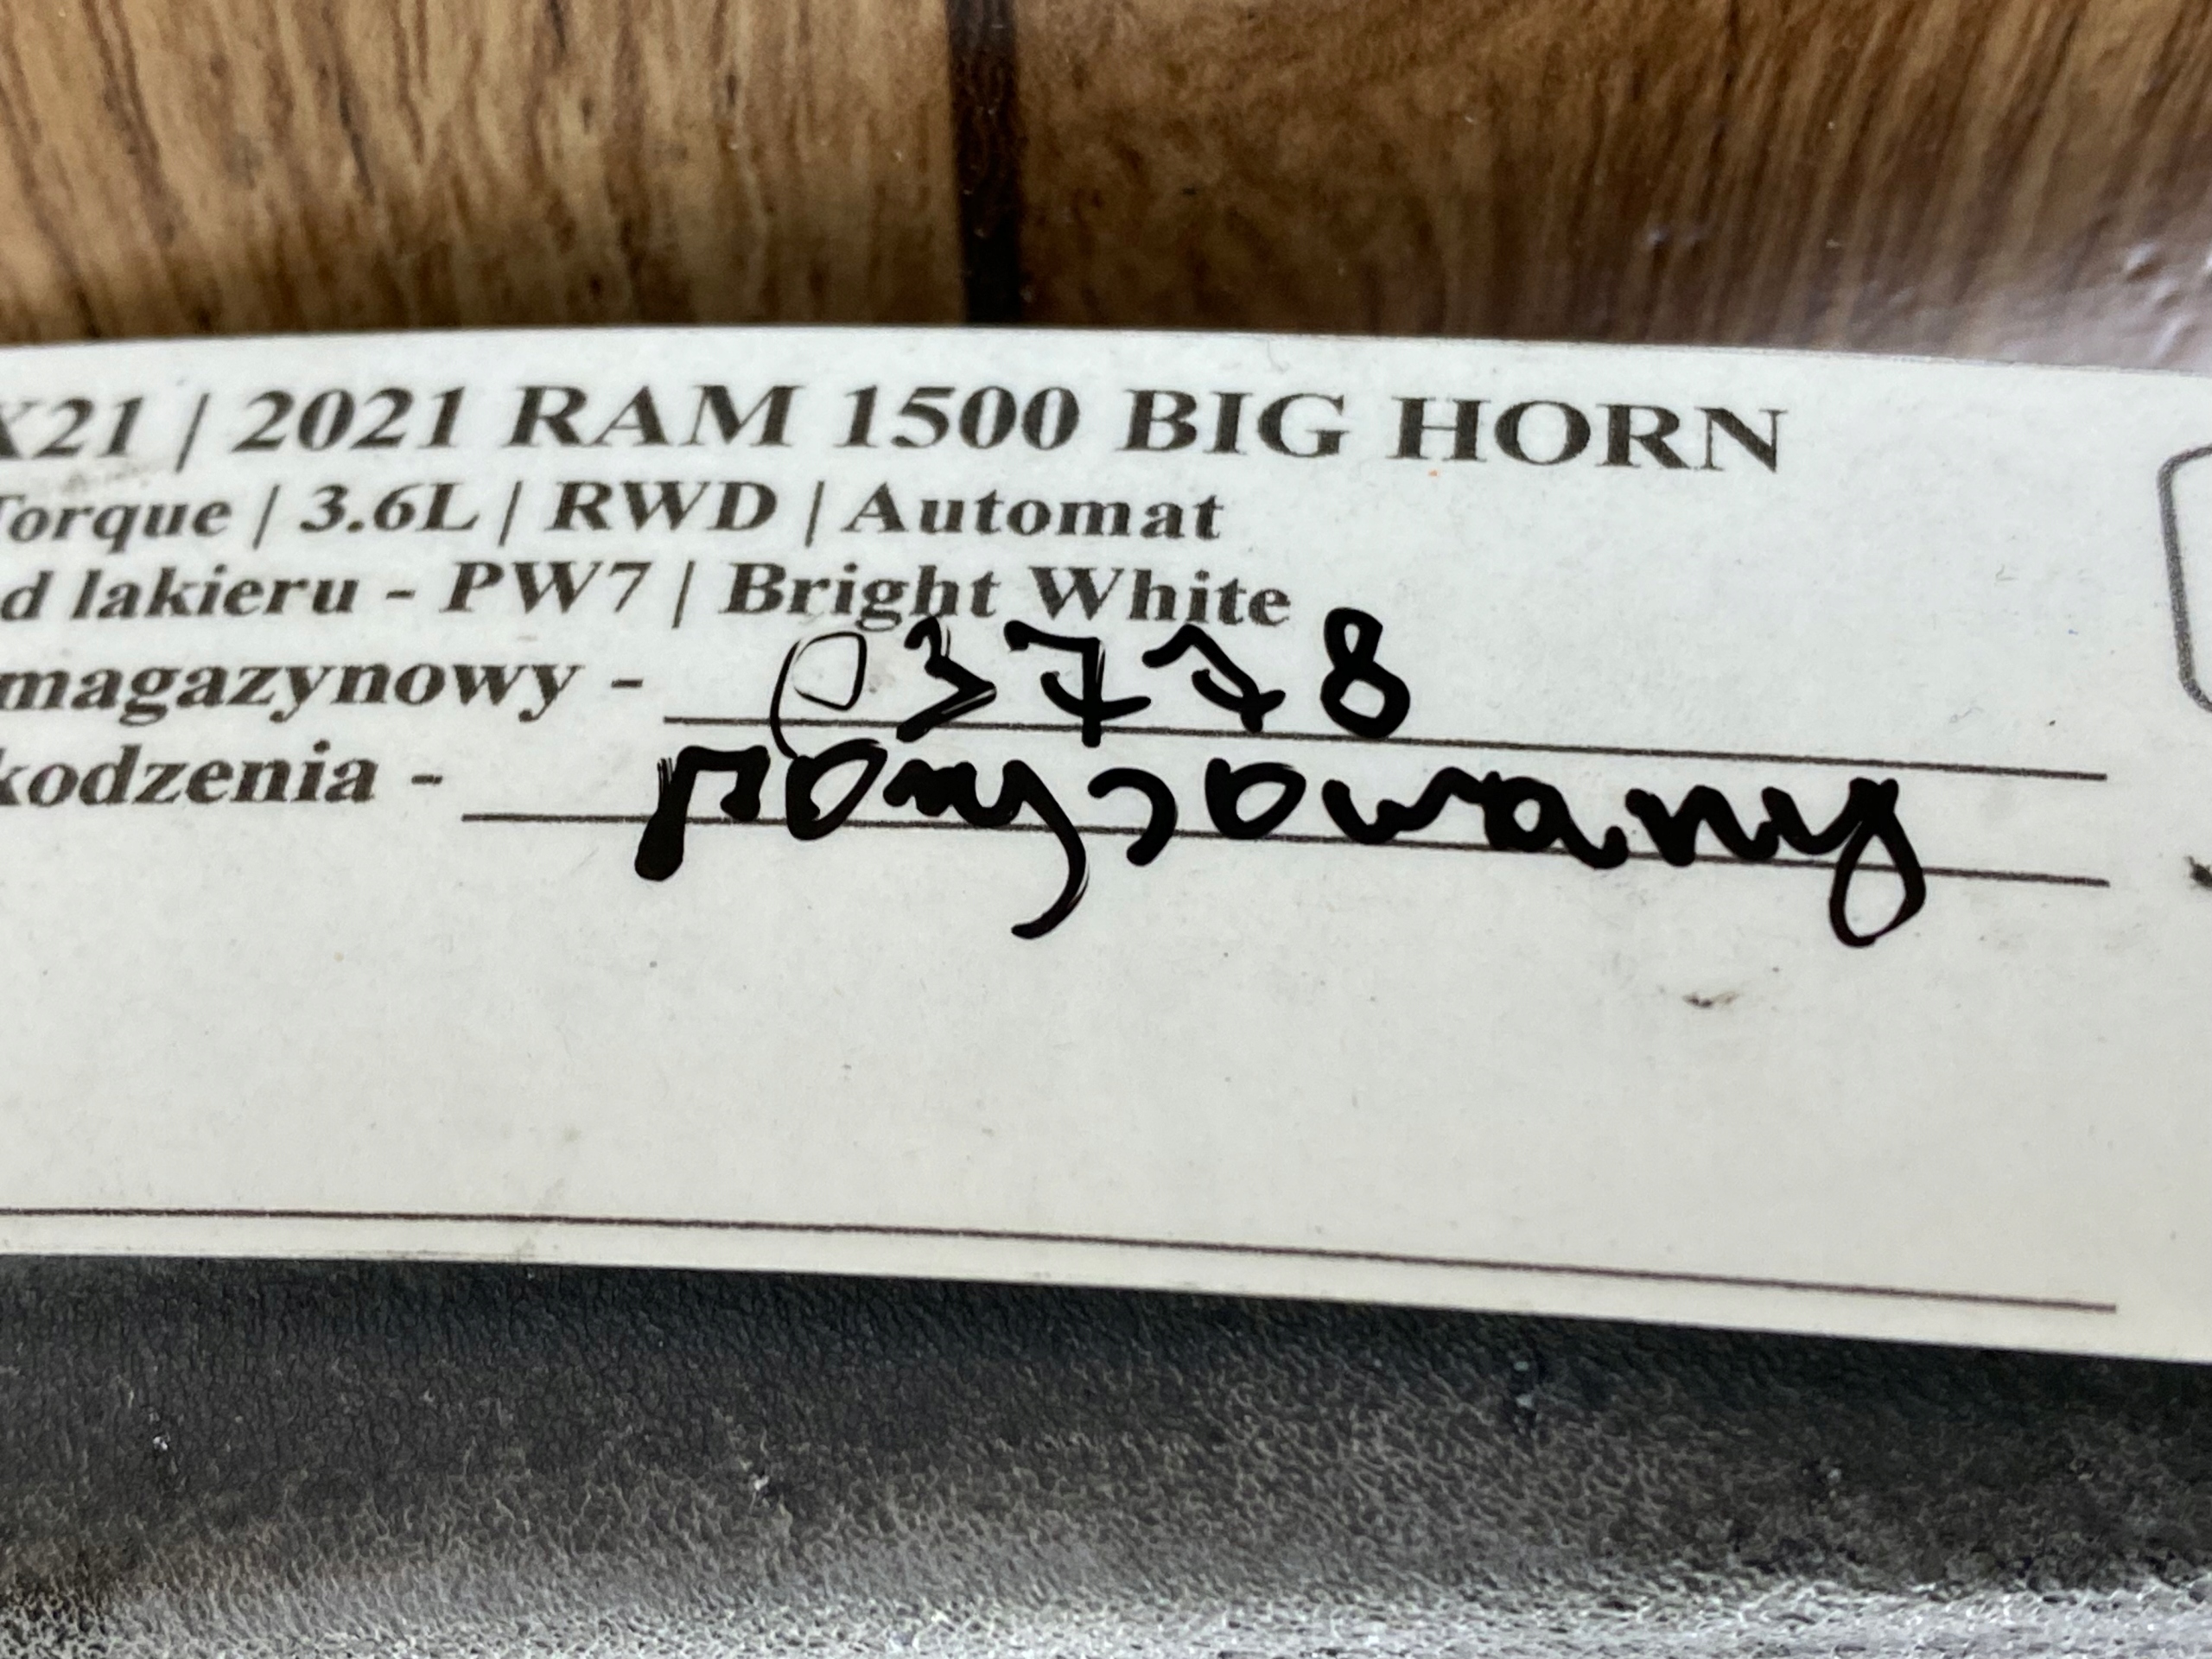 X21 | 2021 RAM 1500 BIG HORN
Torque | 3.6L | RWD | Automat
d lakieru - PW7 | Bright White
magazynowy - 03778
kodzenia - porysowany